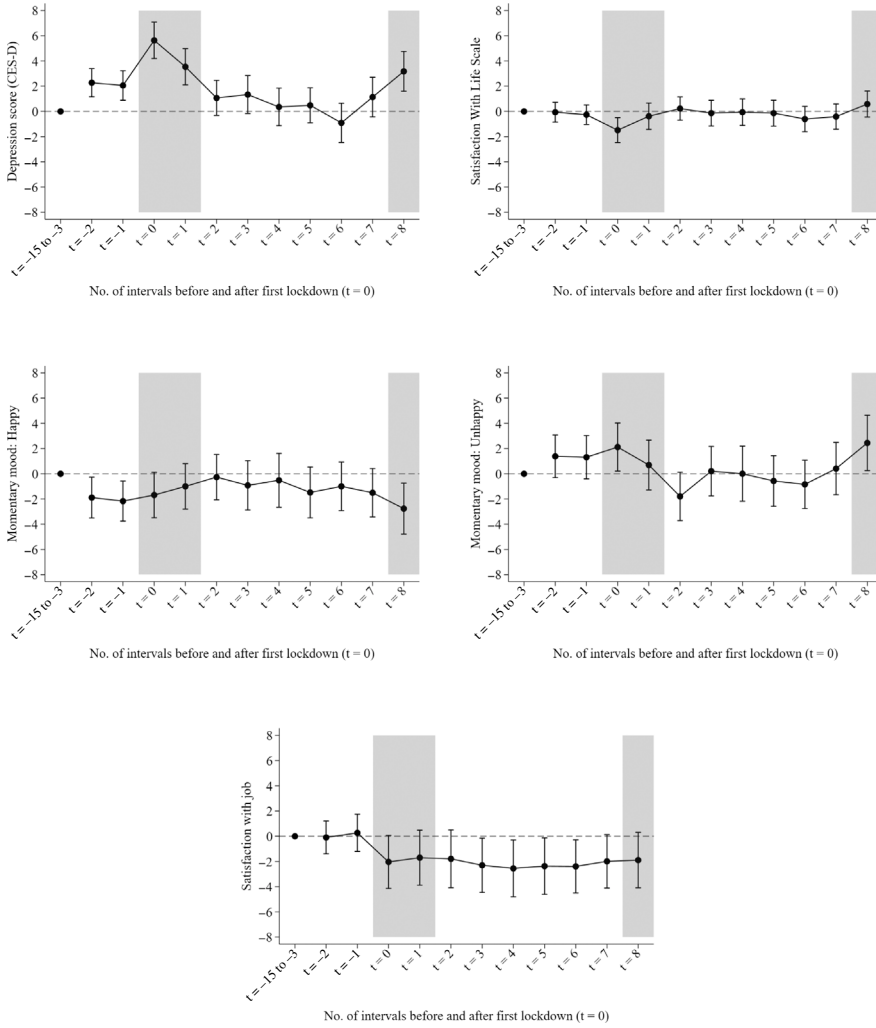 Depression score (CES-D)
8
6
4
2
0
−2
−4
−6
−8
t = −15 to −3
t = −2
t = −1
t = 0
t = 1
t = 2
t = 3
t = 4
t = 5
t = 6
t = 7
t = 8
No. of intervals before and after first lockdown (t = 0)
Satisfaction With Life Scale
8
6
4
2
0
−2
−4
−6
−8
t = −15 to −3
t = −2
t = −1
t = 0
t = 1
t = 2
t = 3
t = 4
t = 5
t = 6
t = 7
t = 8
No. of intervals before and after first lockdown (t = 0)
Momentary mood: Happy
8
6
4
2
0
−2
−4
−6
−8
t = −15 to −3
t = −2
t = −1
t = 0
t = 1
t = 2
t = 3
t = 4
t = 5
t = 6
t = 7
t = 8
No. of intervals before and after first lockdown (t = 0)
Momentary mood: Unhappy
8
6
4
2
0
−2
−4
−6
−8
t = −15 to −3
t = −2
t = −1
t = 0
t = 1
t = 2
t = 3
t = 4
t = 5
t = 6
t = 7
t = 8
No. of intervals before and after first lockdown (t = 0)
Satisfaction with job
8
6
4
2
0
−2
−4
−6
−8
t = −15 to −3
t = −2
t = −1
t = 0
t = 1
t = 2
t = 3
t = 4
t = 5
t = 6
t = 7
t = 8
No. of intervals before and after first lockdown (t = 0)